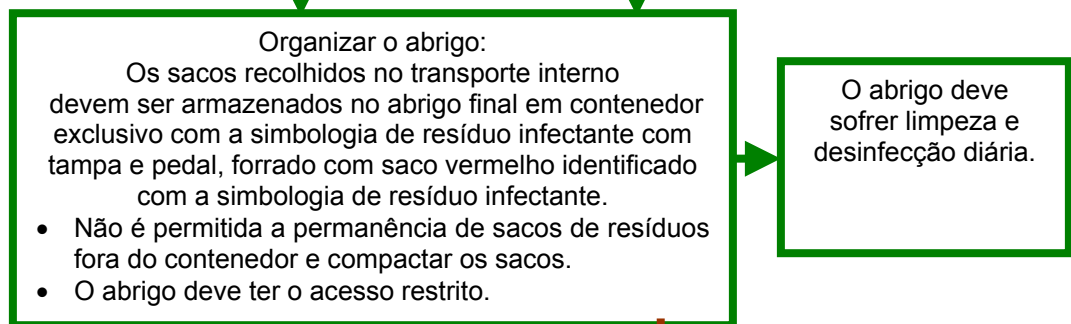 Organizar o abrigo:
Os sacos recolhidos no transporte interno
devem ser armazenados no abrigo final em contenedor
exclusivo com a simbologia de resíduo infectante com
tampa e pedal, forrado com saco vermelho identificado
com a simbologia de resíduo infectante.
• Não é permitida a permanência de sacos de resíduos
fora do contenedor e compactar os sacos.
• O abrigo deve ter o acesso restrito.
O abrigo deve
sofrer limpeza e
desinfecção diária.